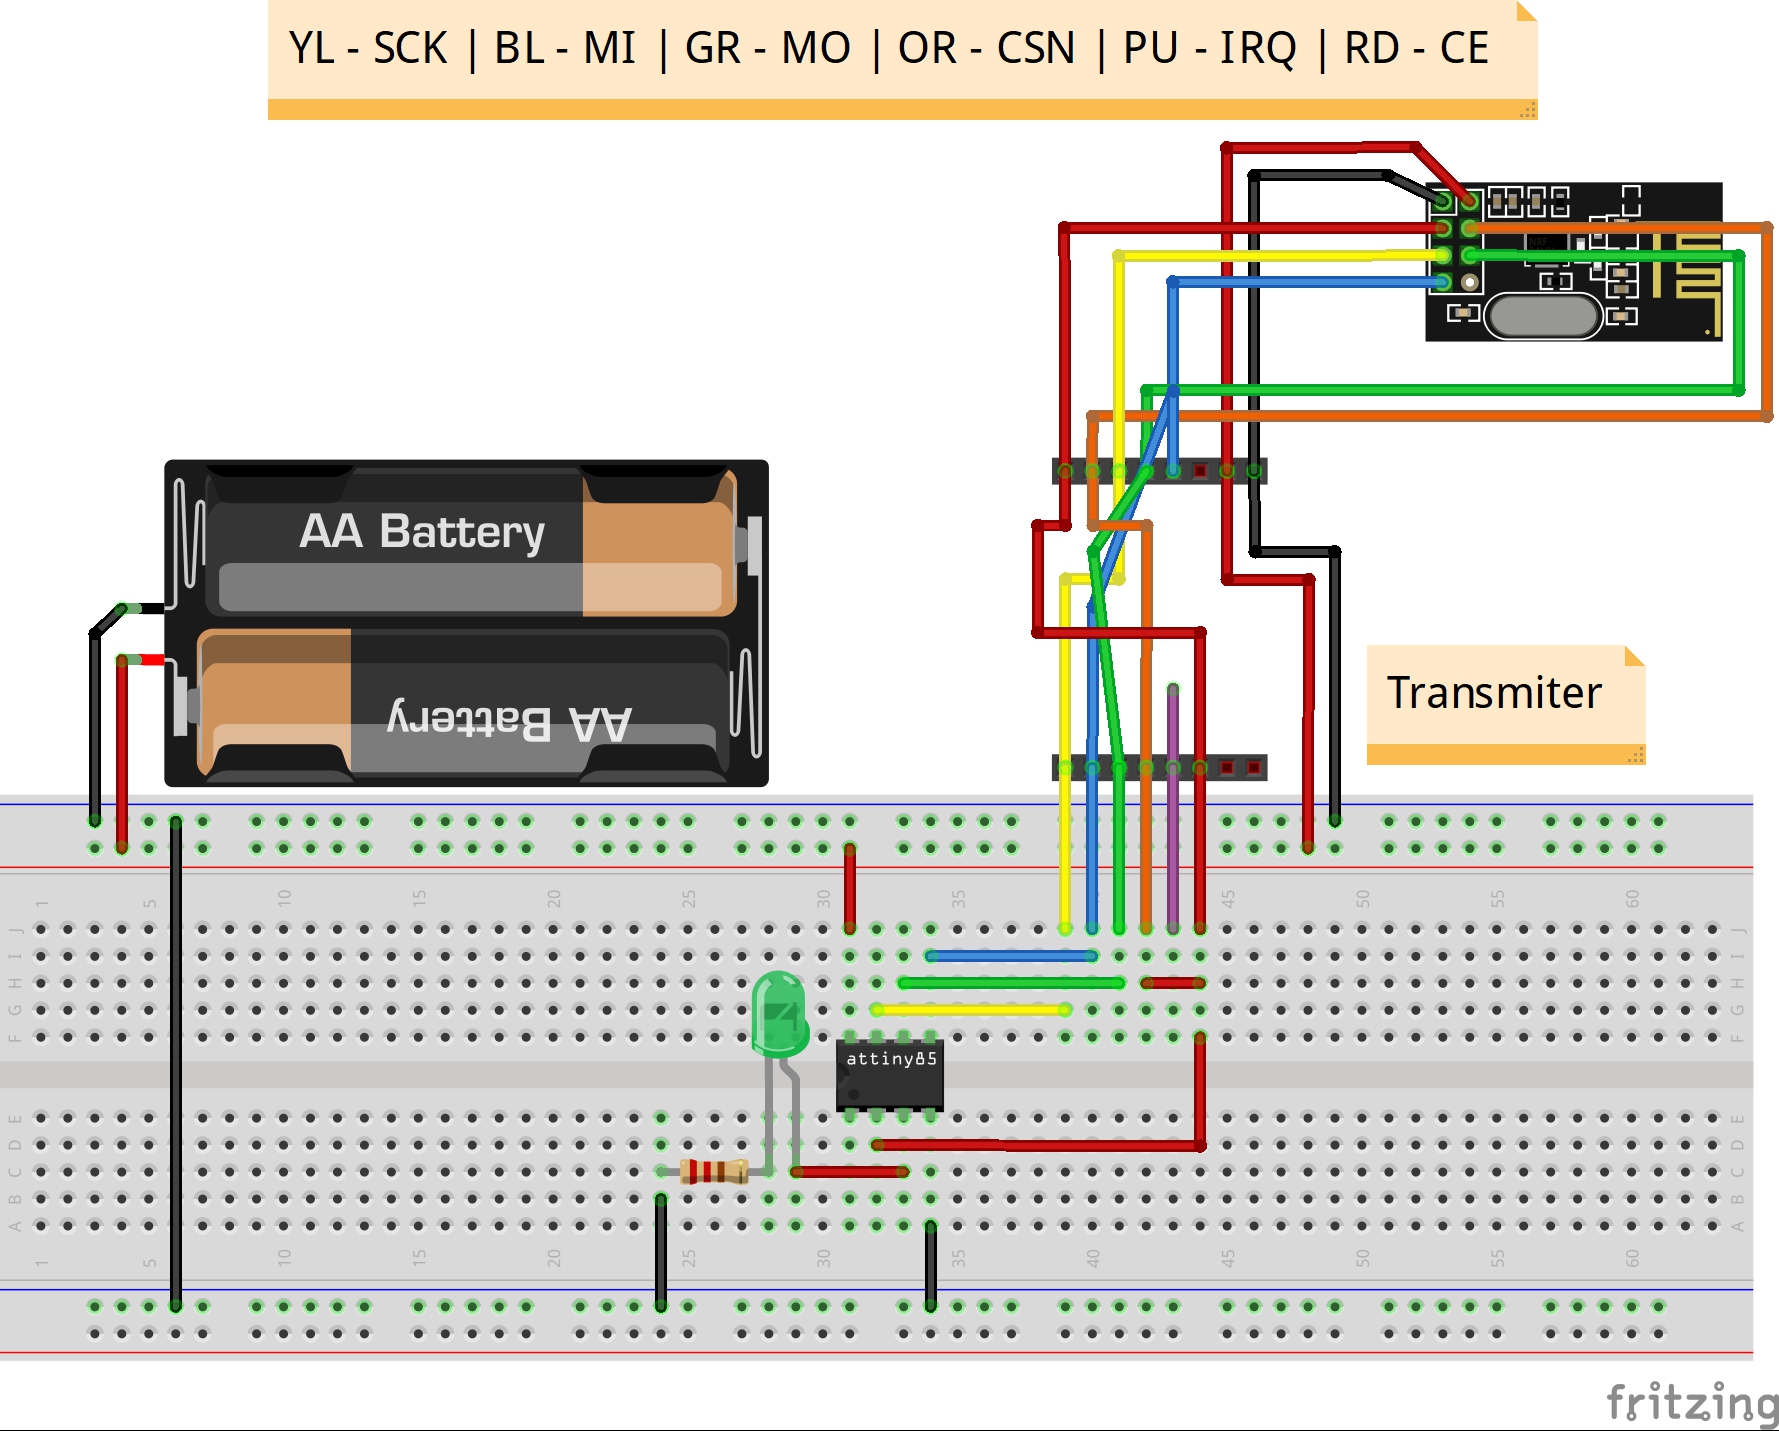 YL - SCK | BL - MI | GR - MO | OR - CSN | PU - IRQ | RD - CE
NRF
AA Battery
AA Battery
Transmiter
1 5 10 15 20 25 30 35 40 45 50 55 60
J J
I I
H H
G G
F F
attiny85
E E
D D
C C
B B
A A
1 5 10 15 20 25 30 35 40 45 50 55 60
fritzing